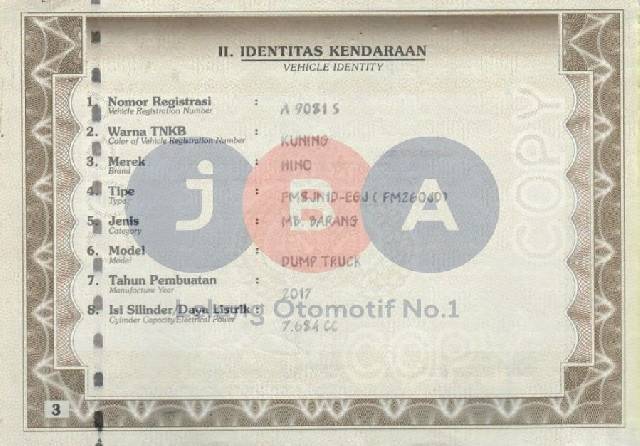 II. IDENTITAS KENDARAAN
VEHICLE IDENTITY
1. Nomor Registrasi : A 9081 S
Vehicle Registration Number
2. Warna TNKB : KUNING
Color of Vehicle Registration Number
3. Merek : HINO
Brand
4. Tipe : FM8JN1D-EGJ ( FM260JD)
Type
5. Jenis : MB. BARANG
Category
6. Model : DUMP TRUCK
Model
7. Tahun Pembuatan : 2017
Manufacture Year
8. Isi Silinder/Daya Listrik : 7.684 CC
Cylinder Capacity/Electrical Power
3
JBA
Lelang Otomotif No.1
COPY
COPY